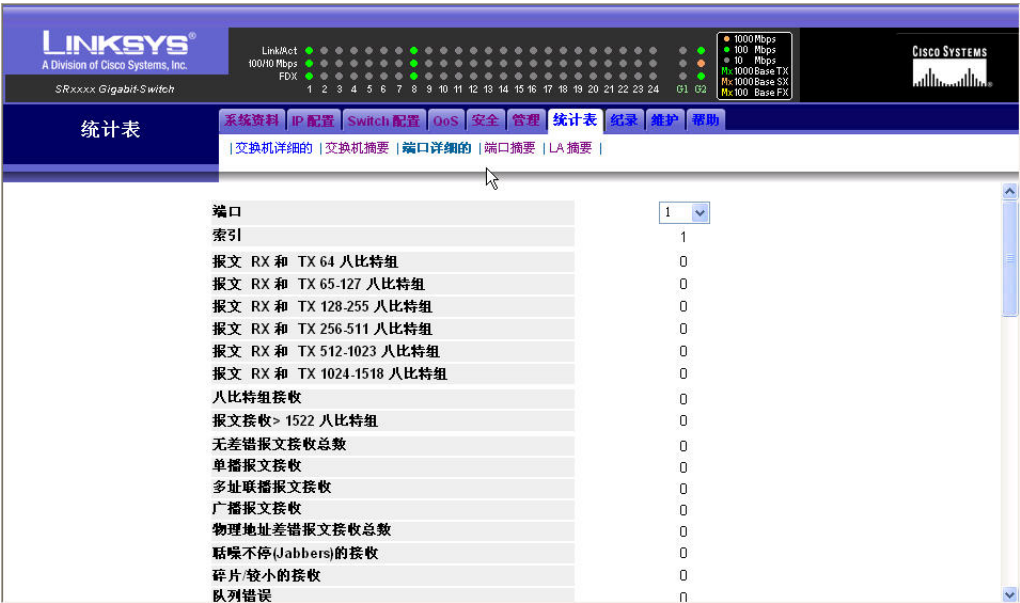 LINKSYS®
A Division of Cisco Systems, Inc.
SRxxxx Gigabit-Switch
Link/Act
100/10 Mbps
FDX
1 2 3 4 5 6 7 8 9 10 11 12 13 14 15 16 17 18 19 20 21 22 23 24 G1 G2
1000 Mbps
100 Mbps
10 Mbps
Mx 1000 Base TX
Mx 1000 Base SX
Mx 100 Base FX
CISCO SYSTEMS
统计表
系统资料 IP 配置 Switch 配置 QoS 安全 管理 统计表 纪录 维护 帮助
| 交换机详细的 | 交换机摘要 | 端口详细的 | 端口摘要 | LA 摘要 |
端口 1
索引 1
报文 RX 和 TX 64 八比特组 0
报文 RX 和 TX 65-127 八比特组 0
报文 RX 和 TX 128-255 八比特组 0
报文 RX 和 TX 256-511 八比特组 0
报文 RX 和 TX 512-1023 八比特组 0
报文 RX 和 TX 1024-1518 八比特组 0
八比特组接收 0
报文接收> 1522 八比特组 0
无差错报文接收总数 0
单播报文接收 0
多址联播报文接收 0
广播报文接收 0
物理地址差错报文接收总数 0
聒噪不停(Jabbers)的接收 0
碎片/较小的接收 0
队列错误 0